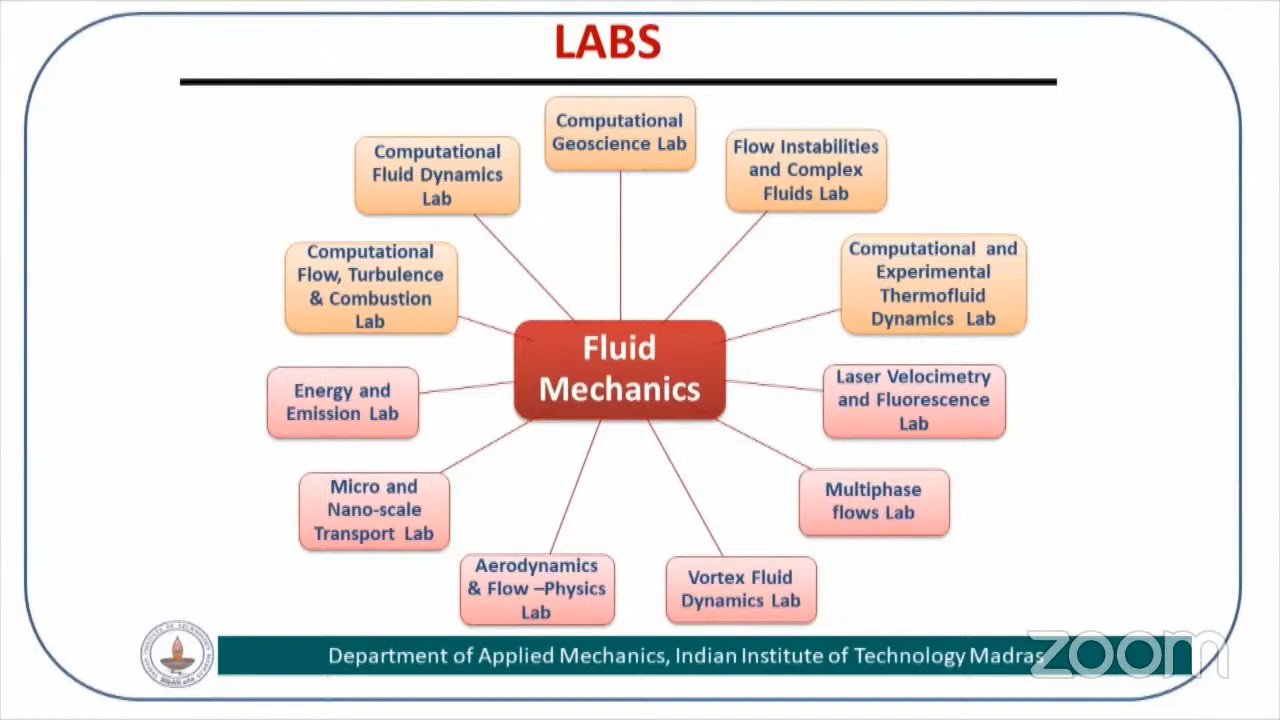 LABS
Computational
Geoscience Lab
Computational
Fluid Dynamics
Lab
Flow Instabilities
and Complex
Fluids Lab
Computational
Flow, Turbulence
& Combustion
Lab
Computational and
Experimental
Thermofluid
Dynamics Lab
Fluid
Mechanics
Energy and
Emission Lab
Laser Velocimetry
and Fluorescence
Lab
Micro and
Nano-scale
Transport Lab
Multiphase
flows Lab
Aerodynamics
& Flow –Physics
Lab
Vortex Fluid
Dynamics Lab
Department of Applied Mechanics, Indian Institute of Technology Madras
zoom